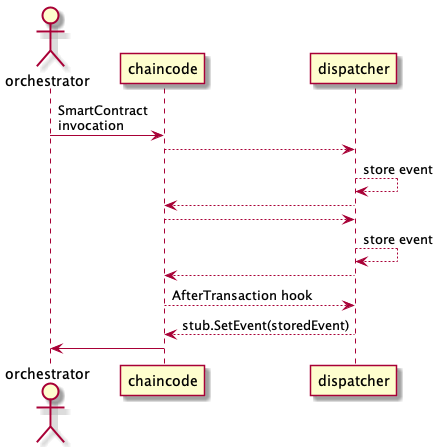 orchestrator
chaincode
dispatcher
SmartContract
invocation
store event
store event
AfterTransaction hook
stub.SetEvent(storedEvent)
orchestrator
chaincode
dispatcher